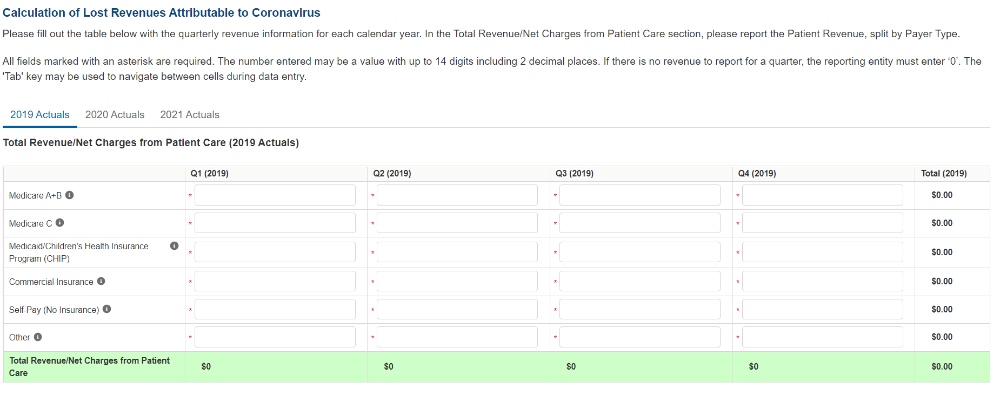 Calculation of Lost Revenues Attributable to Coronavirus
Please fill out the table below with the quarterly revenue information for each calendar year. In the Total Revenue/Net Charges from Patient Care section, please report the Patient Revenue, split by Payer Type.
All fields marked with an asterisk are required. The number entered may be a value with up to 14 digits including 2 decimal places. If there is no revenue to report for a quarter, the reporting entity must enter ‘0’. The
'Tab' key may be used to navigate between cells during data entry.
2019 Actuals 2020 Actuals 2021 Actuals
Total Revenue/Net Charges from Patient Care (2019 Actuals)
Q1 (2019) Q2 (2019) Q3 (2019) Q4 (2019) Total (2019)
Medicare A+B * * * * $0.00
Medicare C * * * * $0.00
Medicaid/Children's Health Insurance
Program (CHIP) * * * * $0.00
Commercial Insurance * * * * $0.00
Self-Pay (No Insurance) * * * * $0.00
Other * * * * $0.00
Total Revenue/Net Charges from Patient
Care $0 $0 $0 $0 $0.00